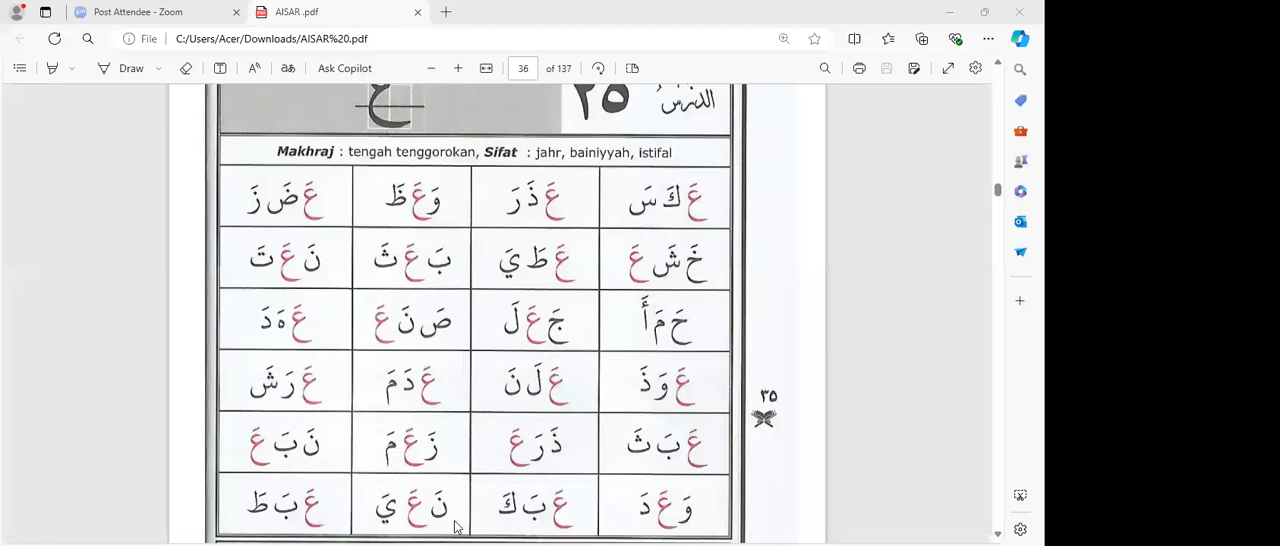 Post Attendee - Zoom
AISAR .pdf
File
C:/Users/Acer/Downloads/AISAR%20.pdf
Draw
Ask Copilot
36 of 137
الدَّرْسُ ٢٥ ع
Makhraj : tengah tenggorokan, Sifat : jahr, bainiyyah, istifal
عَ كَ سَ عَ ذَ رَ وَ عَ ظَ عَ ضَ زَ
خَ شَ عَ عَ طَ يَ بَ عَ ثَ نَ عَ تَ
حَ مَ أَ جَ عَ لَ صَ نَ عَ عَ هَ دَ
عَ وَ ذَ عَ لَ نَ عَ دَ مَ عَ رَ شَ
٣٥
عَ بَ ثَ ذَ رَ عَ زَ عَ مَ نَ بَ عَ
وَ عَ دَ عَ بَ كَ نَ عَ يَ عَ بَ طَ